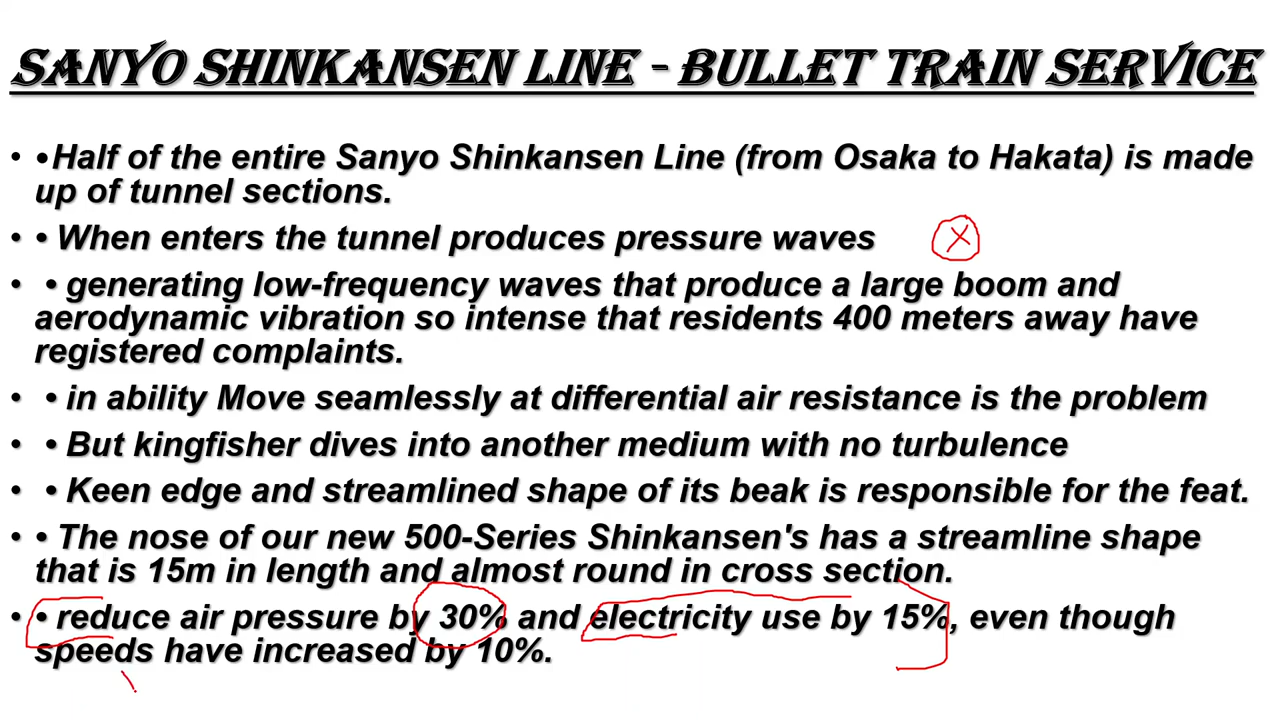 SANYO SHINKANSEN LINE - BULLET TRAIN SERVICE
• •Half of the entire Sanyo Shinkansen Line (from Osaka to Hakata) is made
up of tunnel sections.
• • When enters the tunnel produces pressure waves X
• • generating low-frequency waves that produce a large boom and
aerodynamic vibration so intense that residents 400 meters away have
registered complaints.
• • in ability Move seamlessly at differential air resistance is the problem
• • But kingfisher dives into another medium with no turbulence
• • Keen edge and streamlined shape of its beak is responsible for the feat.
• • The nose of our new 500-Series Shinkansen's has a streamline shape
that is 15m in length and almost round in cross section.
• • reduce air pressure by 30% and electricity use by 15%, even though
speeds have increased by 10%.